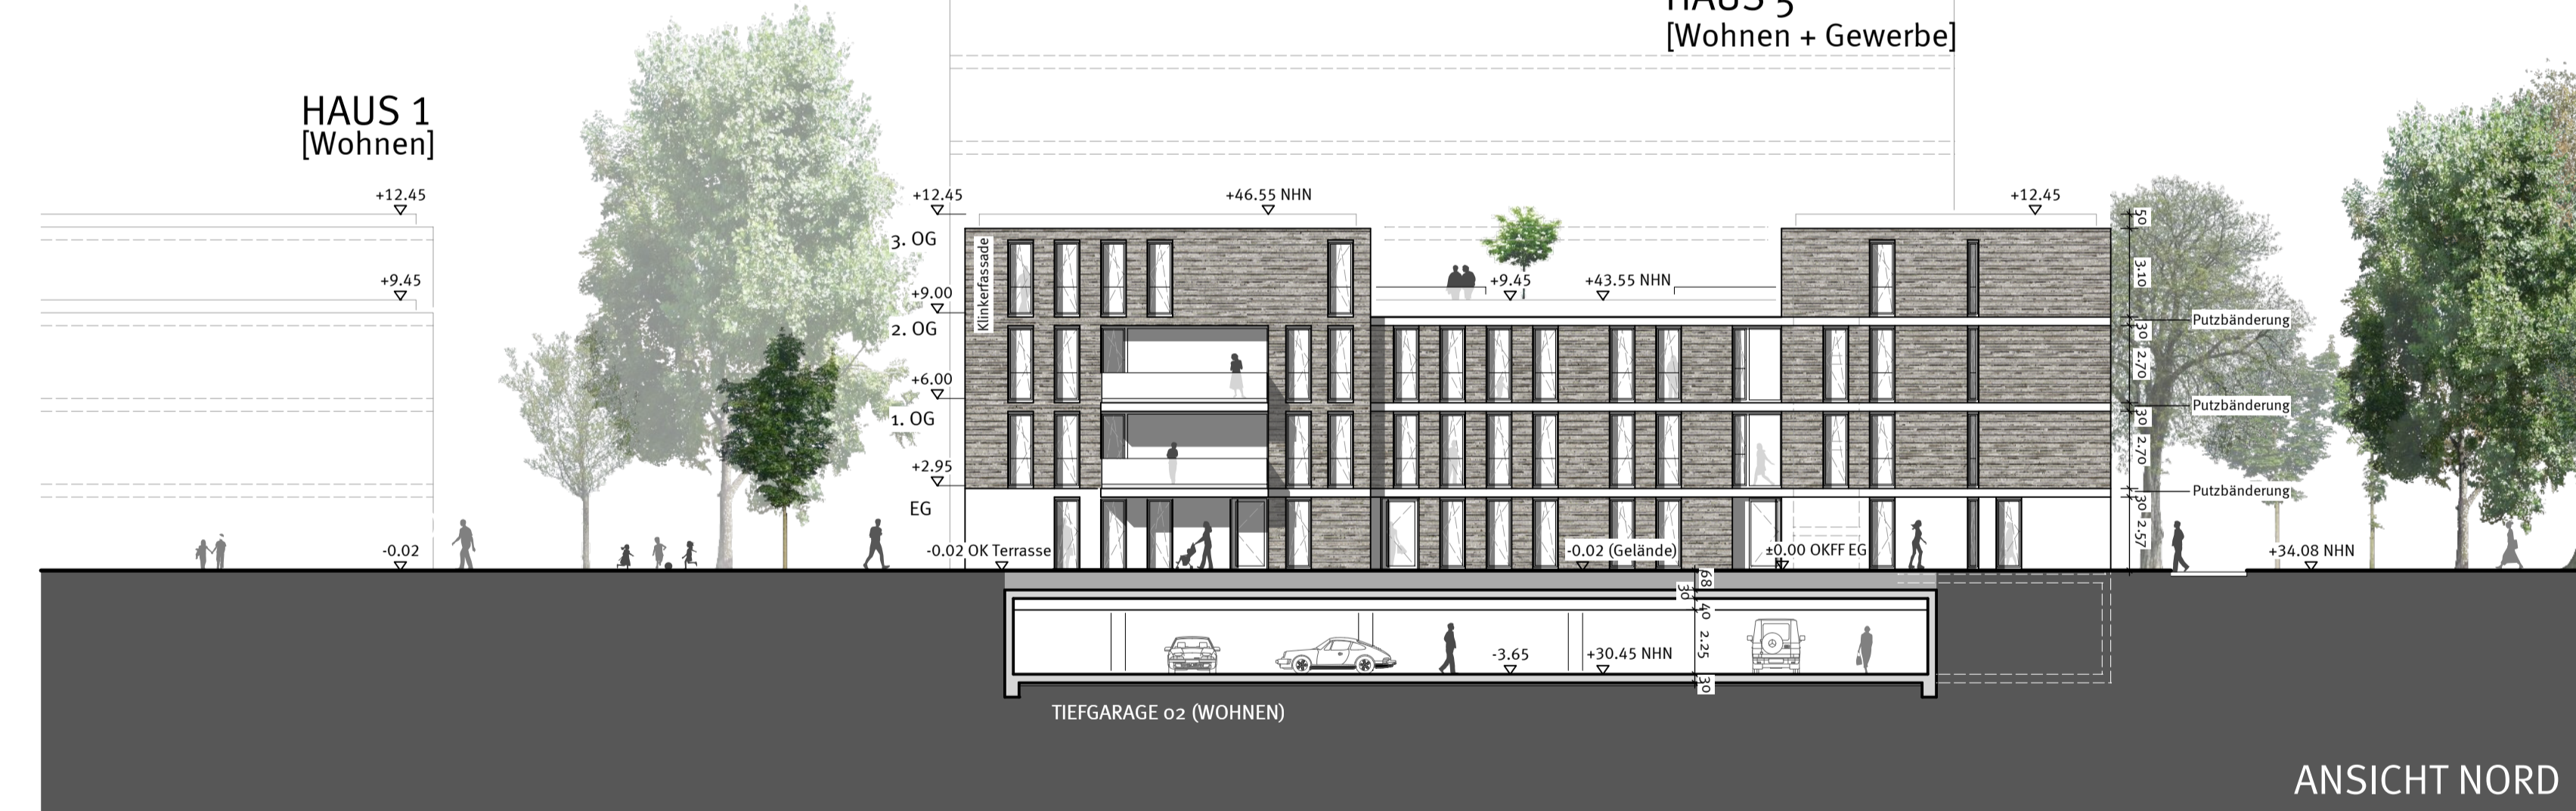 HAUS 5
[Wohnen + Gewerbe]
HAUS 1
[Wohnen]
+12.45
+12.45
+46.55 NHN
+12.45
50
3. OG
Klinkerfassade
3.10
+9.45
+9.45
+43.55 NHN
+9.00
2. OG
Putzbänderung
30
2.70
+6.00
1. OG
Putzbänderung
30
2.70
+2.95
EG
Putzbänderung
30
2.57
-0.02
-0.02 OK Terrasse
-0.02 (Gelände)
±0.00 OKFF EG
+34.08 NHN
68
30
40
2.25
-3.65
+30.45 NHN
30
TIEFGARAGE 02 (WOHNEN)
ANSICHT NORD